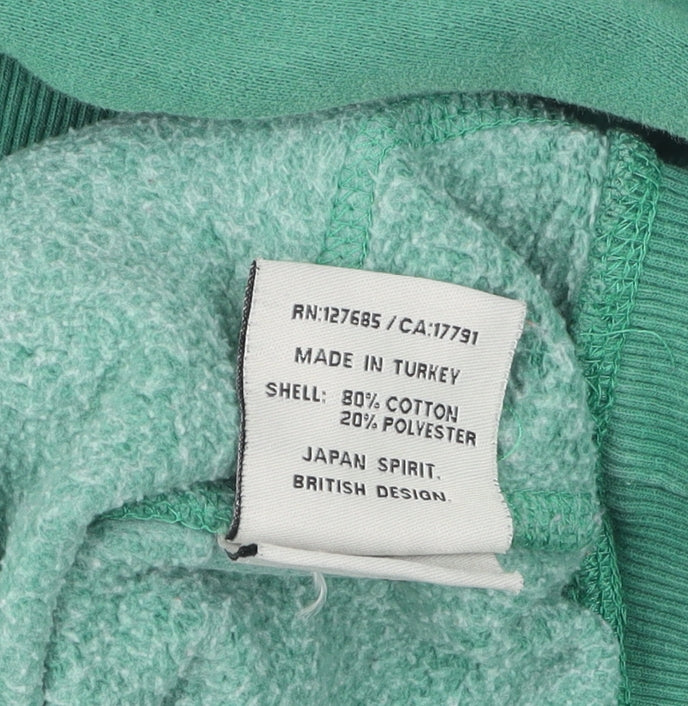 RN:127685 / CA:17791
MADE IN TURKEY
SHELL: 80% COTTON
20% POLYESTER
JAPAN SPIRIT.
BRITISH DESIGN.